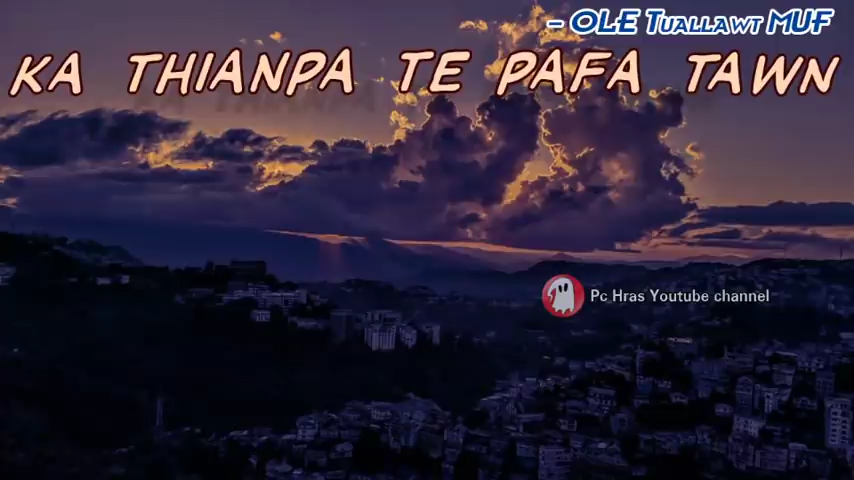 - OLE TUALLAWT MUF
KA THIANPA TE PAFA TAWN
Pc Hras Youtube channel